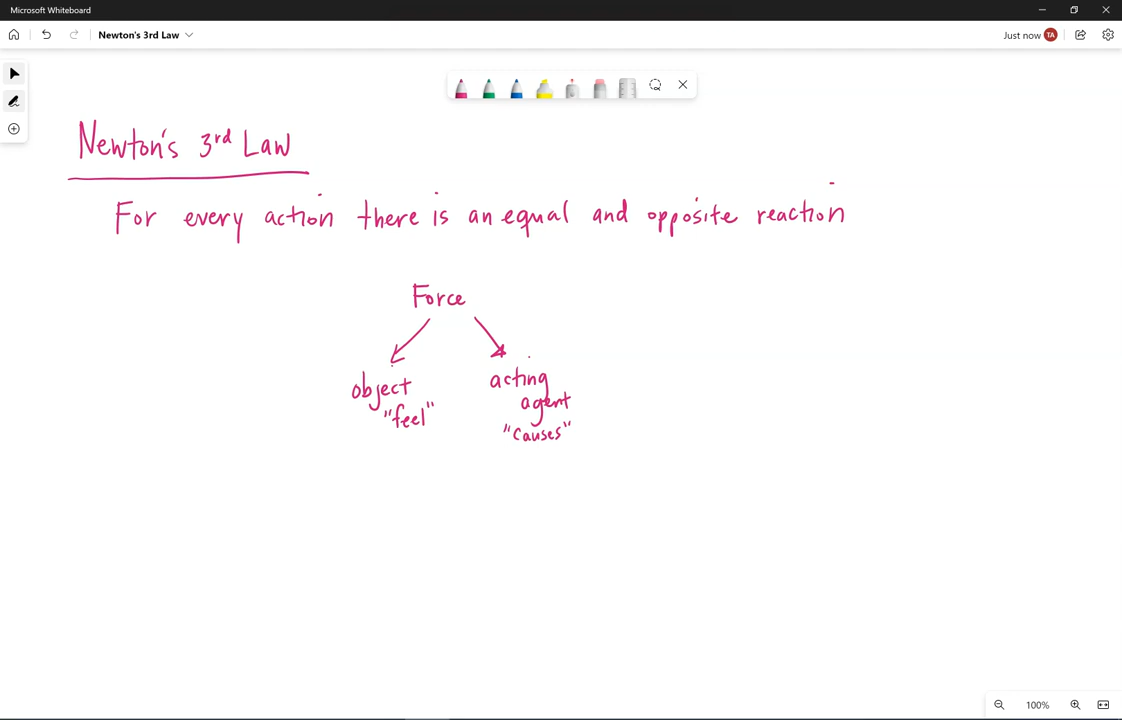 Microsoft Whiteboard
Newton's 3rd Law
Just now TA
Newton's 3rd Law
For every action there is an equal and opposite reaction
Force
object
"feel"
acting
agent
"causes"
100%